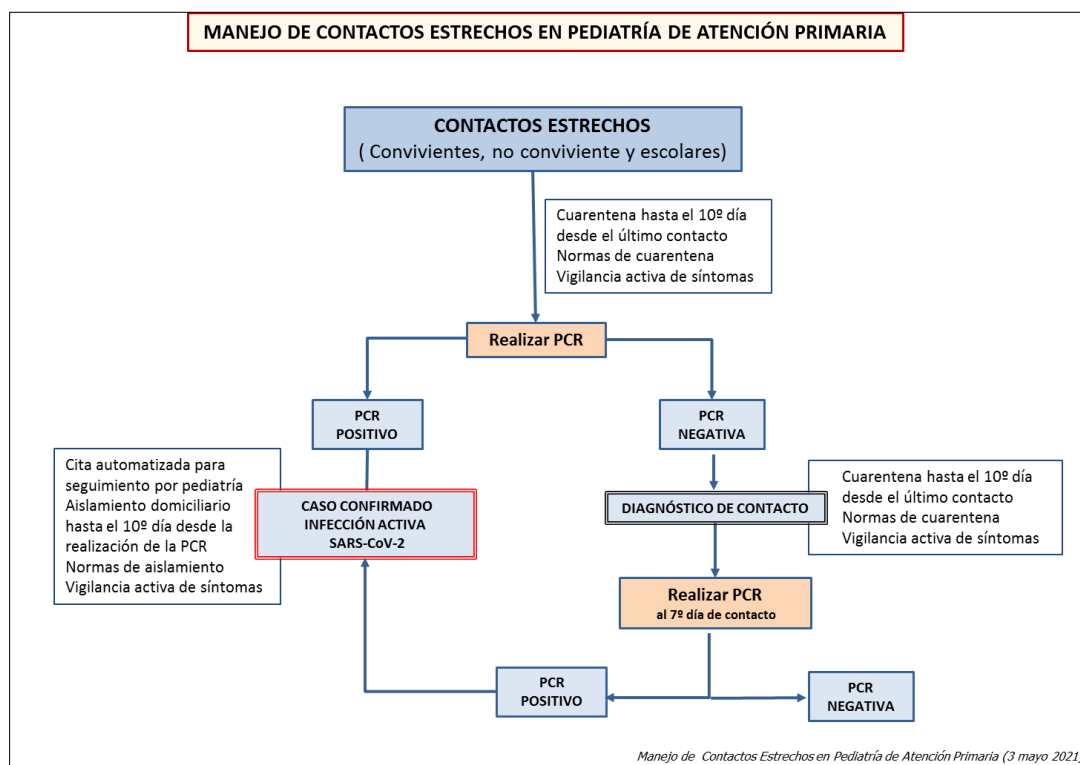 MANEJO DE CONTACTOS ESTRECHOS EN PEDIATRÍA DE ATENCIÓN PRIMARIA
CONTACTOS ESTRECHOS
( Convivientes, no conviviente y escolares)
Cuarentena hasta el 10º día
desde el último contacto
Normas de cuarentena
Vigilancia activa de síntomas
Realizar PCR
PCR
POSITIVO
PCR
NEGATIVA
Cita automatizada para
seguimiento por pediatría
Aislamiento domiciliario
hasta el 10º día desde la
realización de la PCR
Normas de aislamiento
Vigilancia activa de síntomas
CASO CONFIRMADO
INFECCIÓN ACTIVA
SARS-CoV-2
DIAGNÓSTICO DE CONTACTO
Cuarentena hasta el 10º día
desde el último contacto
Normas de cuarentena
Vigilancia activa de síntomas
Realizar PCR
al 7º día de contacto
PCR
POSITIVO
PCR
NEGATIVA
Manejo de Contactos Estrechos en Pediatría de Atención Primaria (3 mayo 2021)